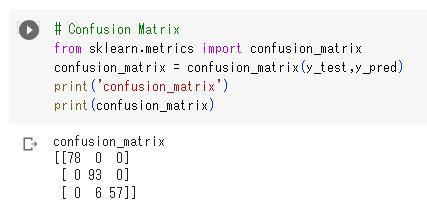 # Confusion Matrix
from sklearn.metrics import confusion_matrix
confusion_matrix = confusion_matrix(y_test,y_pred)
print('confusion_matrix')
print(confusion_matrix)
confusion_matrix
[[78  0  0]
 [ 0 93  0]
 [ 0  6 57]]